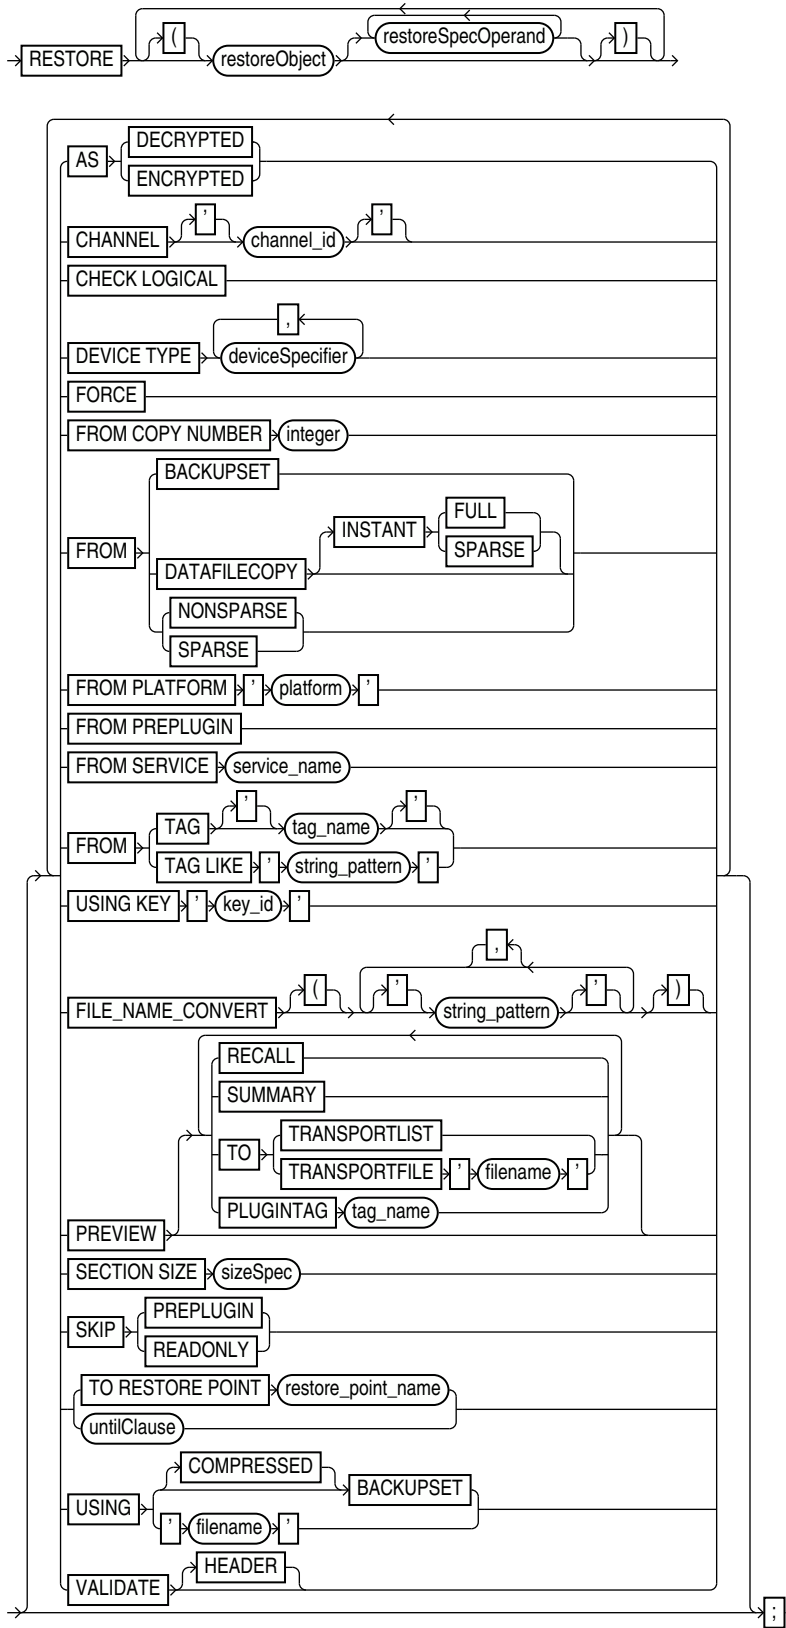 ( restoreSpecOperand )
RESTORE restoreObject
DECRYPTED
AS
ENCRYPTED
' '
CHANNEL channel_id
CHECK LOGICAL
,
DEVICE TYPE deviceSpecifier
FORCE
FROM COPY NUMBER integer
BACKUPSET
FULL
INSTANT
SPARSE
FROM
DATAFILECOPY
NONSPARSE
SPARSE
FROM PLATFORM ' platform '
FROM PREPLUGIN
FROM SERVICE service_name
' '
TAG tag_name
FROM
TAG LIKE ' string_pattern '
USING KEY ' key_id '
,
( ' ' )
FILE_NAME_CONVERT string_pattern
RECALL
SUMMARY
TRANSPORTLIST
TO
TRANSPORTFILE ' filename '
PLUGINTAG tag_name
PREVIEW
SECTION SIZE sizeSpec
PREPLUGIN
SKIP
READONLY
TO RESTORE POINT restore_point_name
untilClause
COMPRESSED
BACKUPSET
USING
' filename '
HEADER
VALIDATE
;